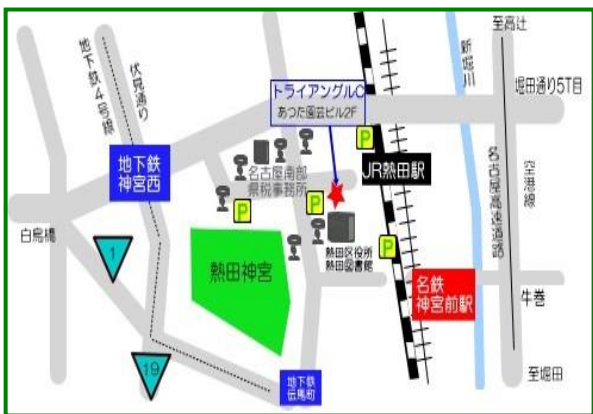 至高辻
地下鉄4号線
伏見通り
新堀川
堀田通り5T目
トライアングルC
あつた園芸ビル2F
P
JR熱田駅
地下鉄
神宮西
名古屋南部
県税事務所
名古屋高速道路
空港線
P
P
白鳥橋
1
熱田区役所
熱田図書館
P
熱田神宮
名鉄
神宮前駅
牛巻
19
地下鉄
伝馬町
至堀田